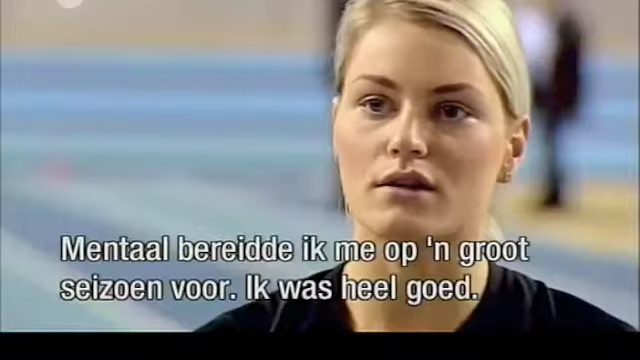 Mentaal bereidde ik me op 'n groot
seizoen voor. Ik was heel goed.